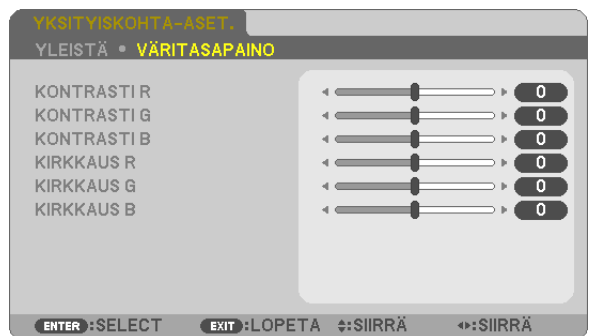 YKSITYISKOHTA-ASET.
YLEISTÄ • VÄRITASAPAINO
KONTRASTI R 0
KONTRASTI G 0
KONTRASTI B 0
KIRKKAUS R 0
KIRKKAUS G 0
KIRKKAUS B 0
ENTER :SELECT EXIT :LOPETA :SIIRRÄ :SIIRRÄ